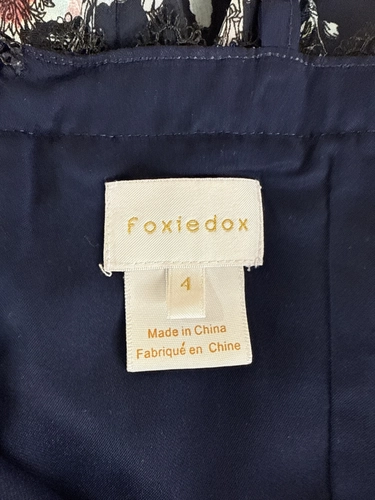 foxiedox
4
Made in China
Fabriqué en Chine